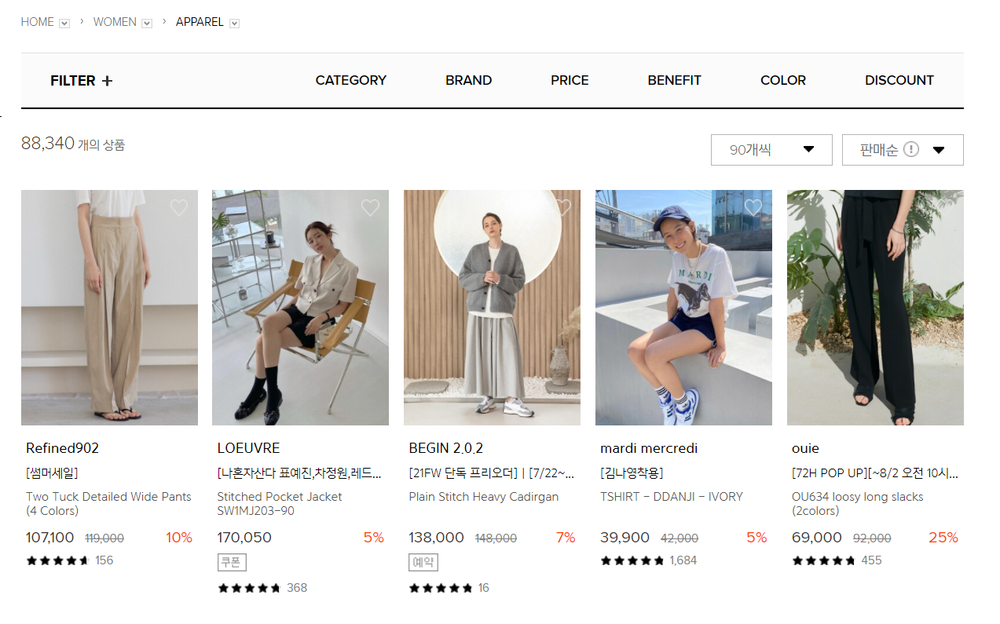 HOME > WOMEN > APPAREL
FILTER + CATEGORY BRAND PRICE BENEFIT COLOR DISCOUNT
88,340 개의 상품
90개씩 판매순
MARDI
Refined902
[썸머세일]
Two Tuck Detailed Wide Pants
(4 Colors)
107,100 119,000 10%
156
LOEUVRE
[나혼자산다 표예진,차정원,레드...
Stitched Pocket Jacket
SW1MJ203-90
170,050 5%
쿠폰
368
BEGIN 2.0.2
[21FW 단독 프리오더] | [7/22~...
Plain Stitch Heavy Cadirgan
138,000 148,000 7%
예약
16
mardi mercredi
[김나영착용]
TSHIRT - DDANJI - IVORY
39,900 42,000 5%
1,684
ouie
[72H POP UP][~8/2 오전 10시...
OU634 loosy long slacks
(2colors)
69,000 92,000 25%
455